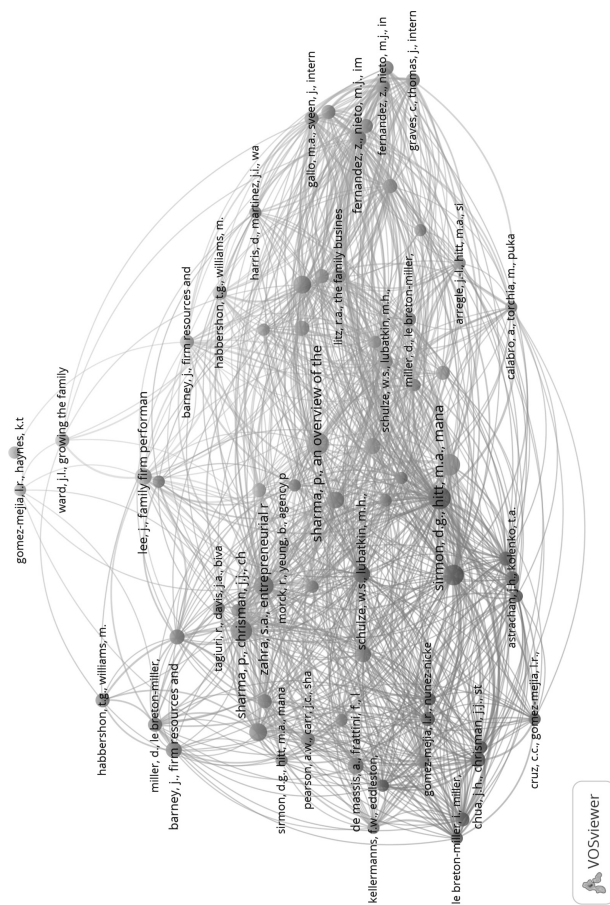 gomez-mejia, l.r., haynes, k.t
ward, j.l., growing the family
habbershon, t.g., williams, m.
miller, d., le breton-miller,
barney, j., firm resources and
lee, j., family firm performan
barney, j., firm resources and
habbershon, t.g., williams, m.
harris, d., martinez, j.i., wa
tagiuri, r., davis, j.a., biva
sharma, p., chrisman, j.j., ch
zahra, s.a., entrepreneurial r
morck, r., yeung, b., agency p
sharma, p., an overview of the
litz, r.a., the family busines
gallo, m.a., sveen, j., intern
sirmon, d.g., hitt, m.a., mana
pearson, a.w., carr, j.c., sha
de massis, a., frattini, f., l
kellermanns, f.w., eddleston,
schulze, w.s., lubatkin, m.h.,
schulze, w.s., lubatkin, m.h.,
miller, d., le breton-miller,
fernandez, z., nieto, m.j., im
fernandez, z., nieto, m.j., in
graves, c., thomas, j., intern
gomez-mejia, l.r., nunez-nicke
sirmon, d.g., hitt, m.a., mana
arregle, j.-l., hitt, m.a., si
le breton-miller, i., miller,
chua, j.h., chrisman, j.j., st
astrachan, j.h., kolenko, t.a.
calabro, a., torchia, m., puka
cruz, c.c., gomez-mejia, l.r.,
VOSviewer